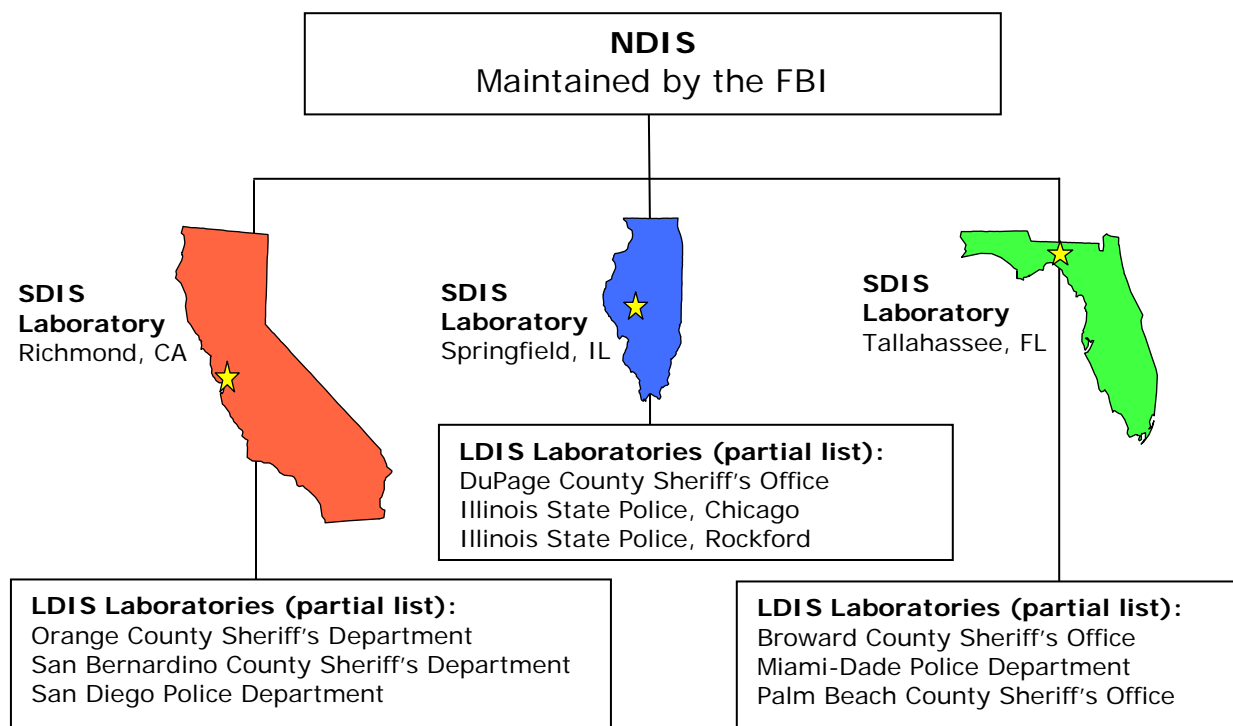 NDIS
Maintained by the FBI
SDIS
Laboratory
Richmond, CA
SDIS
Laboratory
Springfield, IL
SDIS
Laboratory
Tallahassee, FL
LDIS Laboratories (partial list):
DuPage County Sheriff's Office
Illinois State Police, Chicago
Illinois State Police, Rockford
LDIS Laboratories (partial list):
Orange County Sheriff's Department
San Bernardino County Sheriff's Department
San Diego Police Department
LDIS Laboratories (partial list):
Broward County Sheriff's Office
Miami-Dade Police Department
Palm Beach County Sheriff's Office